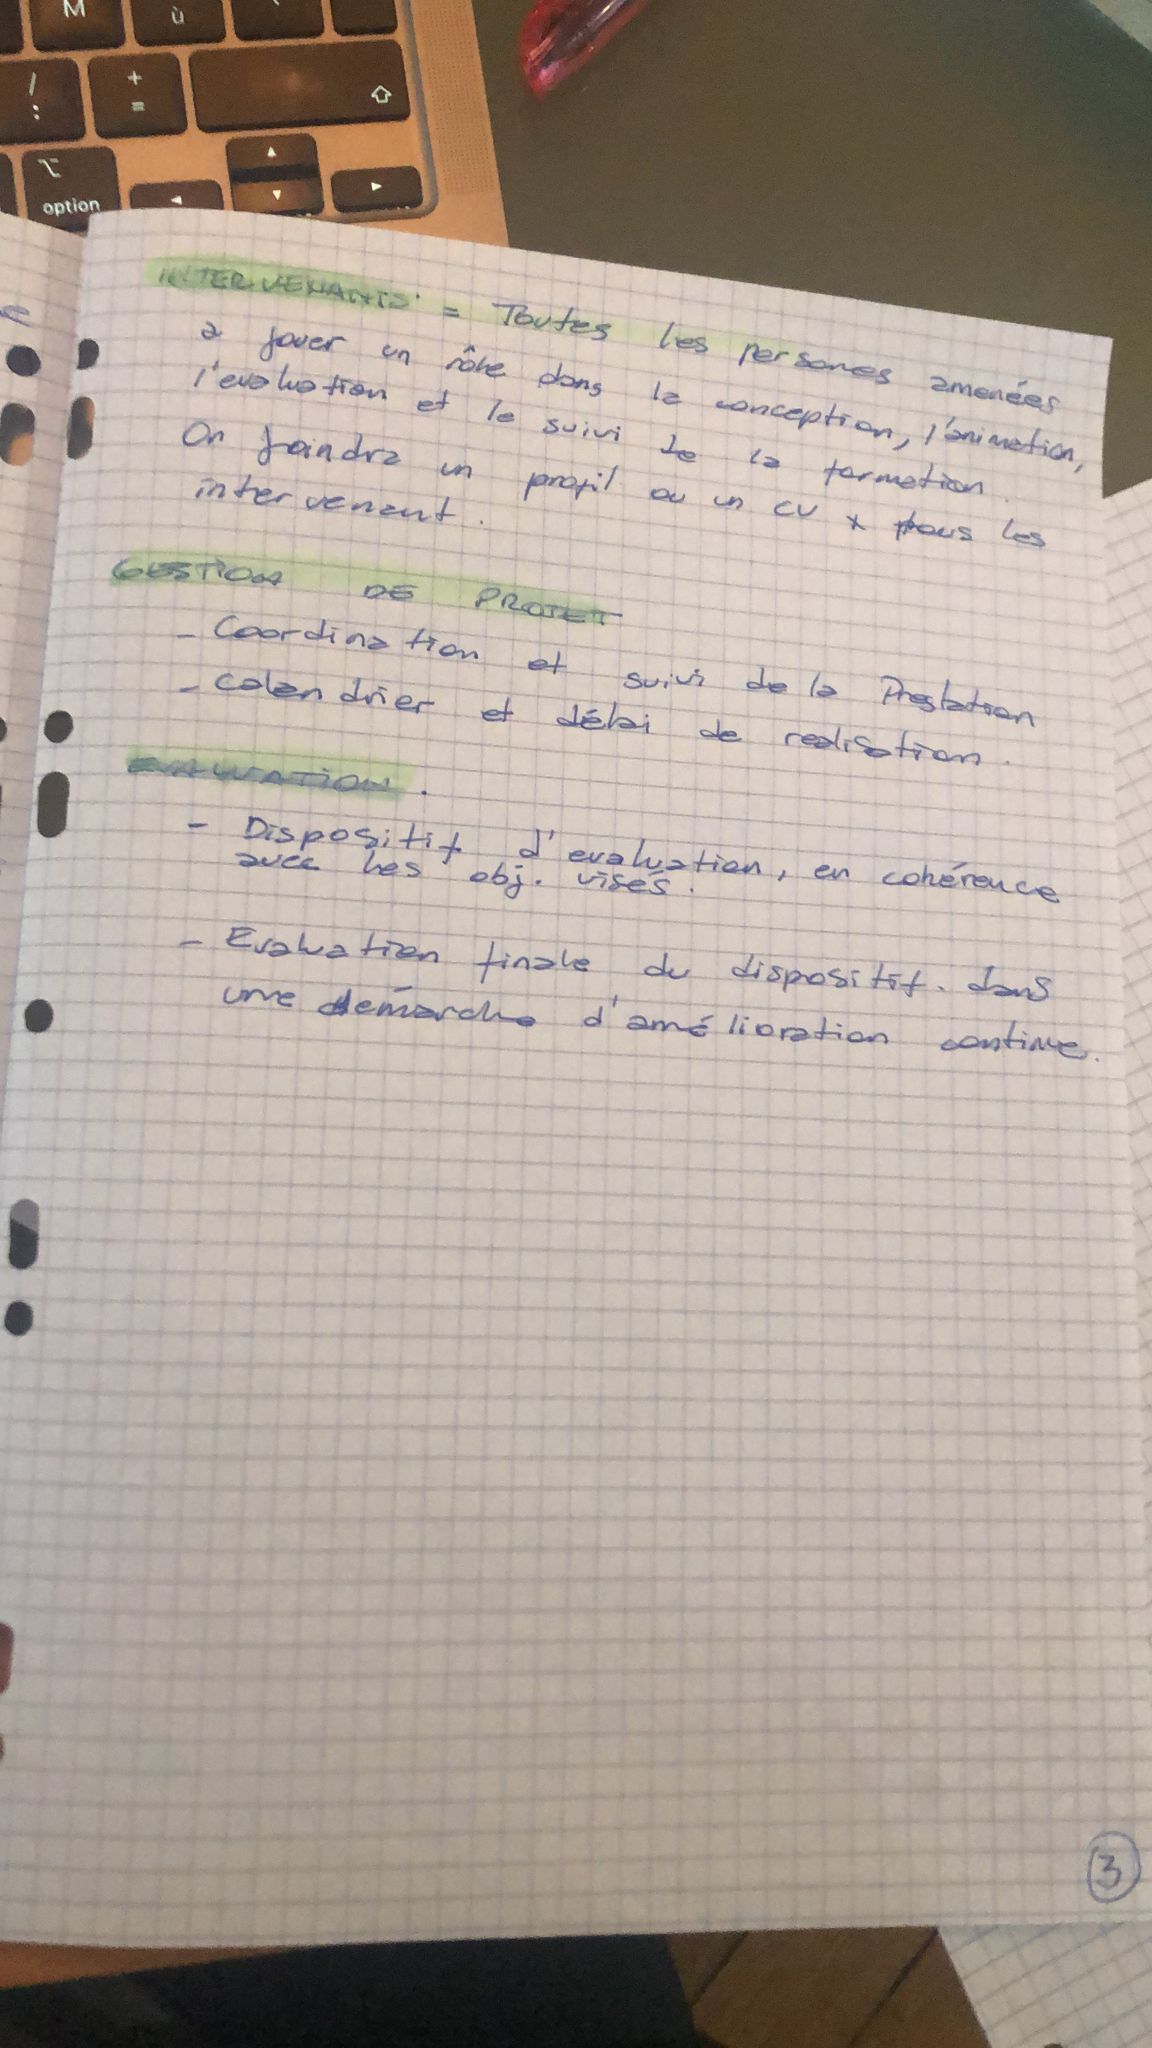 M
ù
`
/
:
+
=
option
INTERVENANTS = Toutes les persones amenées
a jouer un rôle dans la conception, l'animation,
l'evaluation et le suivi de la formation.
On joindra un profil ou un CV x tous les
intervenant.
GESTION DE PROJET
- Coordination et suivi de la Prestation
- Calendrier et délai de realisation.
EVALUATION.
- Dispositif d'evaluation, en cohérence
avec les obj. visés.
- Evaluation finale du dispositif. dans
une démarche d'amélioration continue.
3